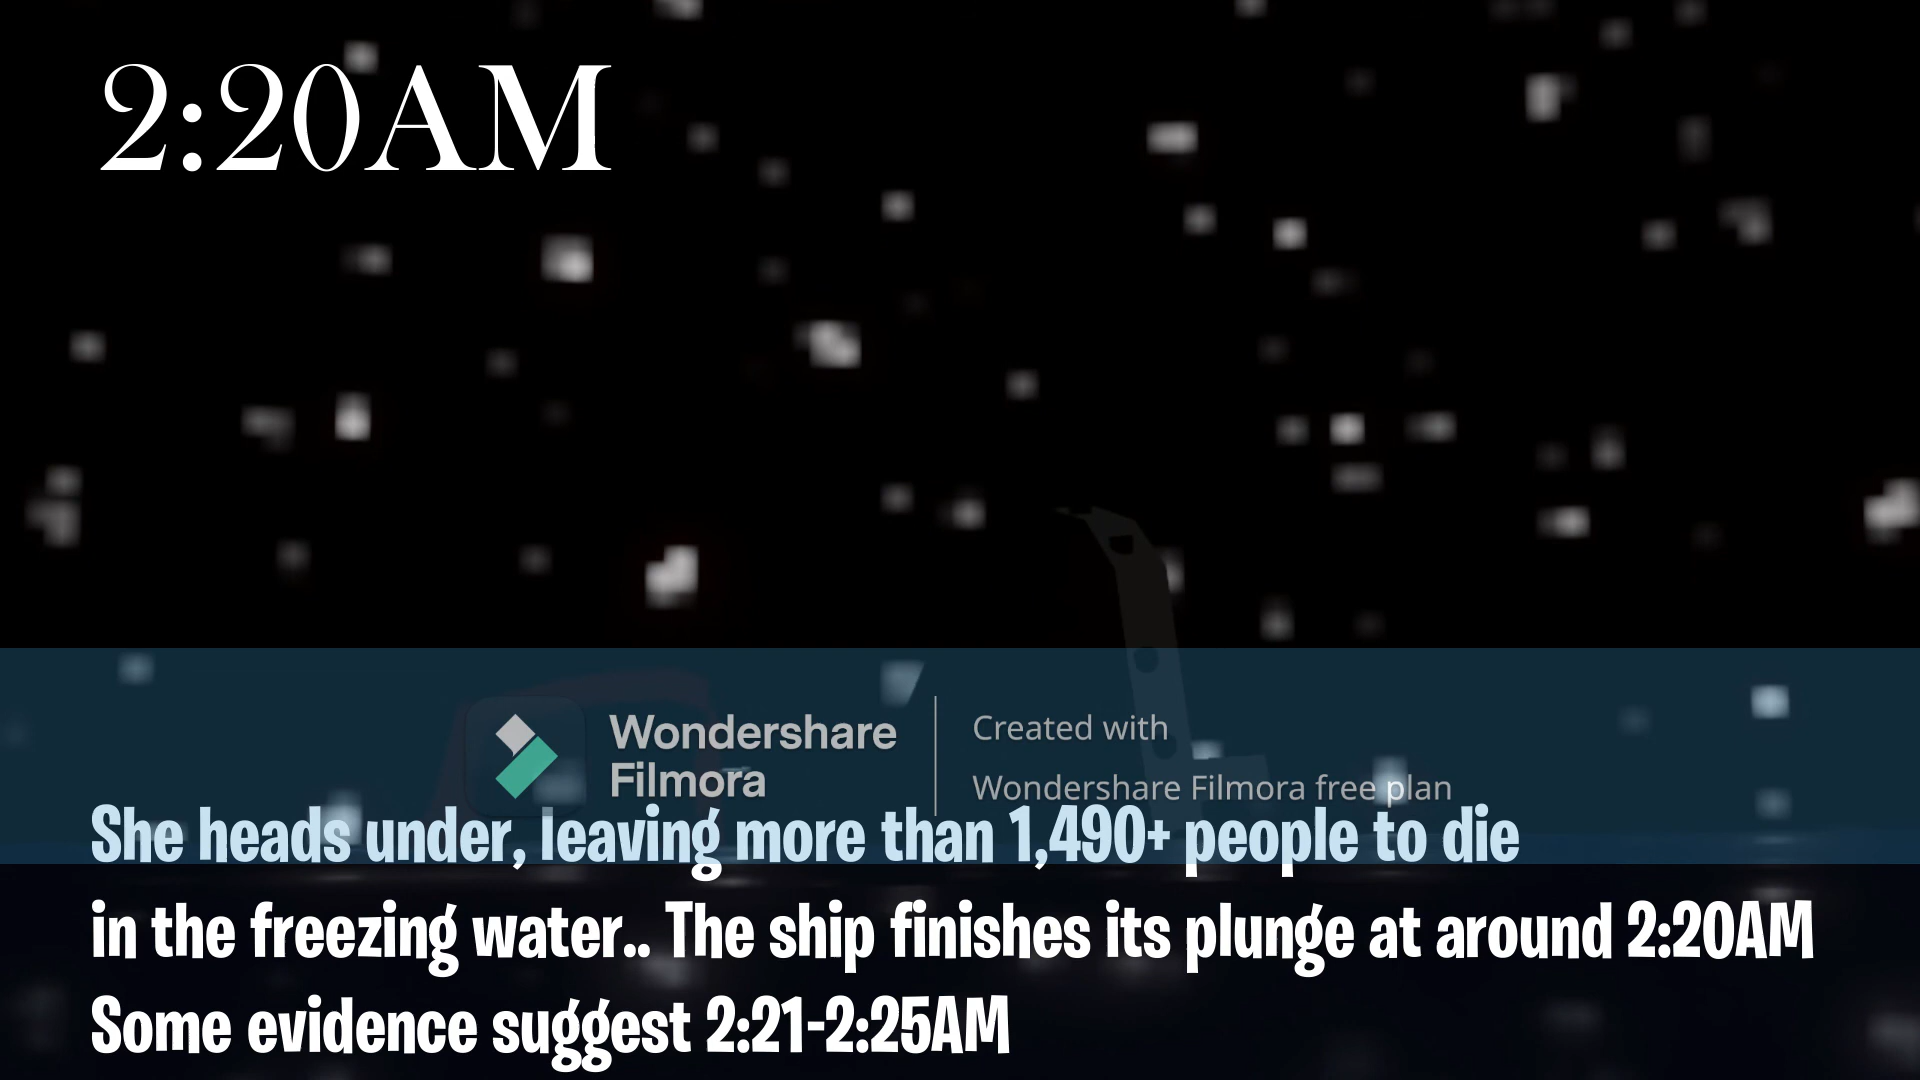 2:20AM
Wondershare
Filmora
Created with
Wondershare Filmora free plan
She heads under, leaving more than 1,490+ people to die
in the freezing water.. The ship finishes its plunge at around 2:20AM
Some evidence suggest 2:21-2:25AM